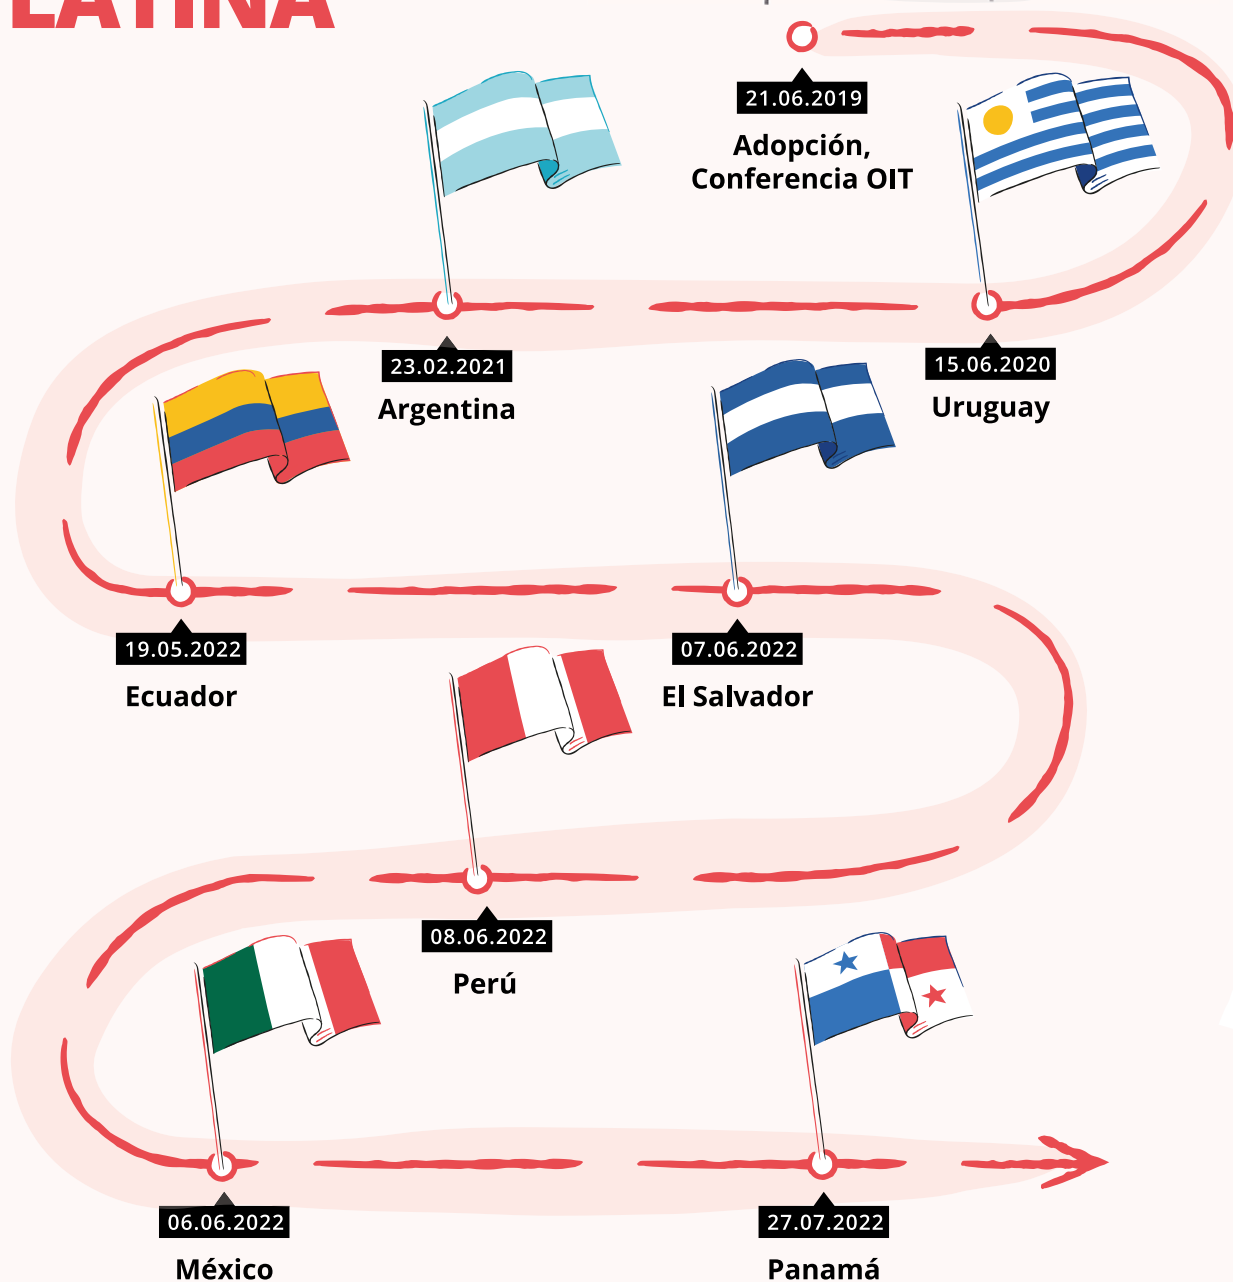 LATINA
21.06.2019
Adopción,
Conferencia OIT
15.06.2020
Uruguay
23.02.2021
Argentina
19.05.2022
Ecuador
07.06.2022
El Salvador
08.06.2022
Perú
06.06.2022
México
27.07.2022
Panamá